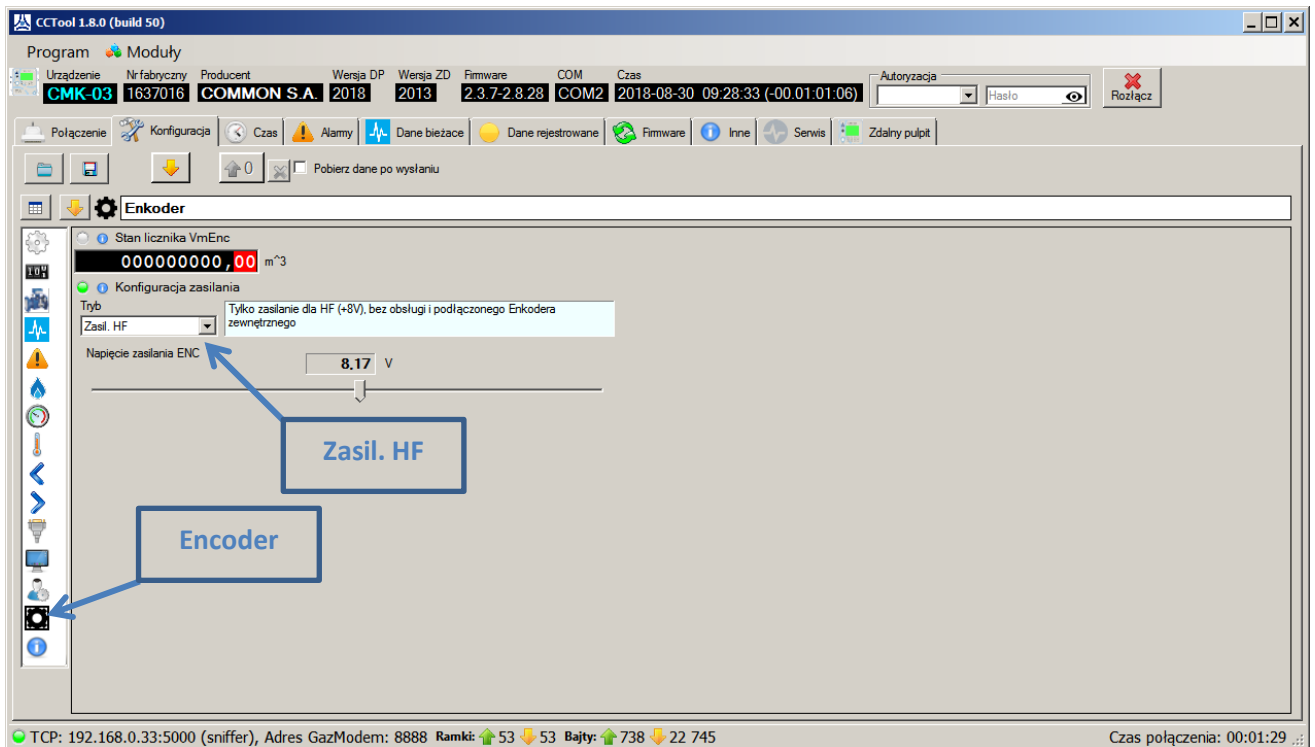 CCTool 1.8.0 (build 50)
Program Moduły
Urządzenie Nr fabryczny Producent Wersja DP Wersja ZD Firmware COM Czas Autoryzacja
CMK-03 1637016 COMMON S.A. 2018 2013 2.3.7-2.8.28 COM2 2018-08-30 09:28:33 (-00.01:01:06) Hasło Rozłącz
Połączenie Konfiguracja Czas Alarmy Dane bieżace Dane rejestrowane Firmware Inne Serwis Zdalny pulpit
0 Pobierz dane po wysłaniu
Enkoder
Stan licznika VmEnc
000000000,00 m^3
Konfiguracja zasilania
Tryb
Zasil. HF
Tylko zasilanie dla HF (+8V), bez obsługi i podłączonego Enkodera
zewnętrznego
Napięcie zasilania ENC 8,17 V
Zasil. HF
Encoder
TCP: 192.168.0.33:5000 (sniffer), Adres GazModem: 8888 Ramki: 53 53 Bajty: 738 22 745 Czas połączenia: 00:01:29